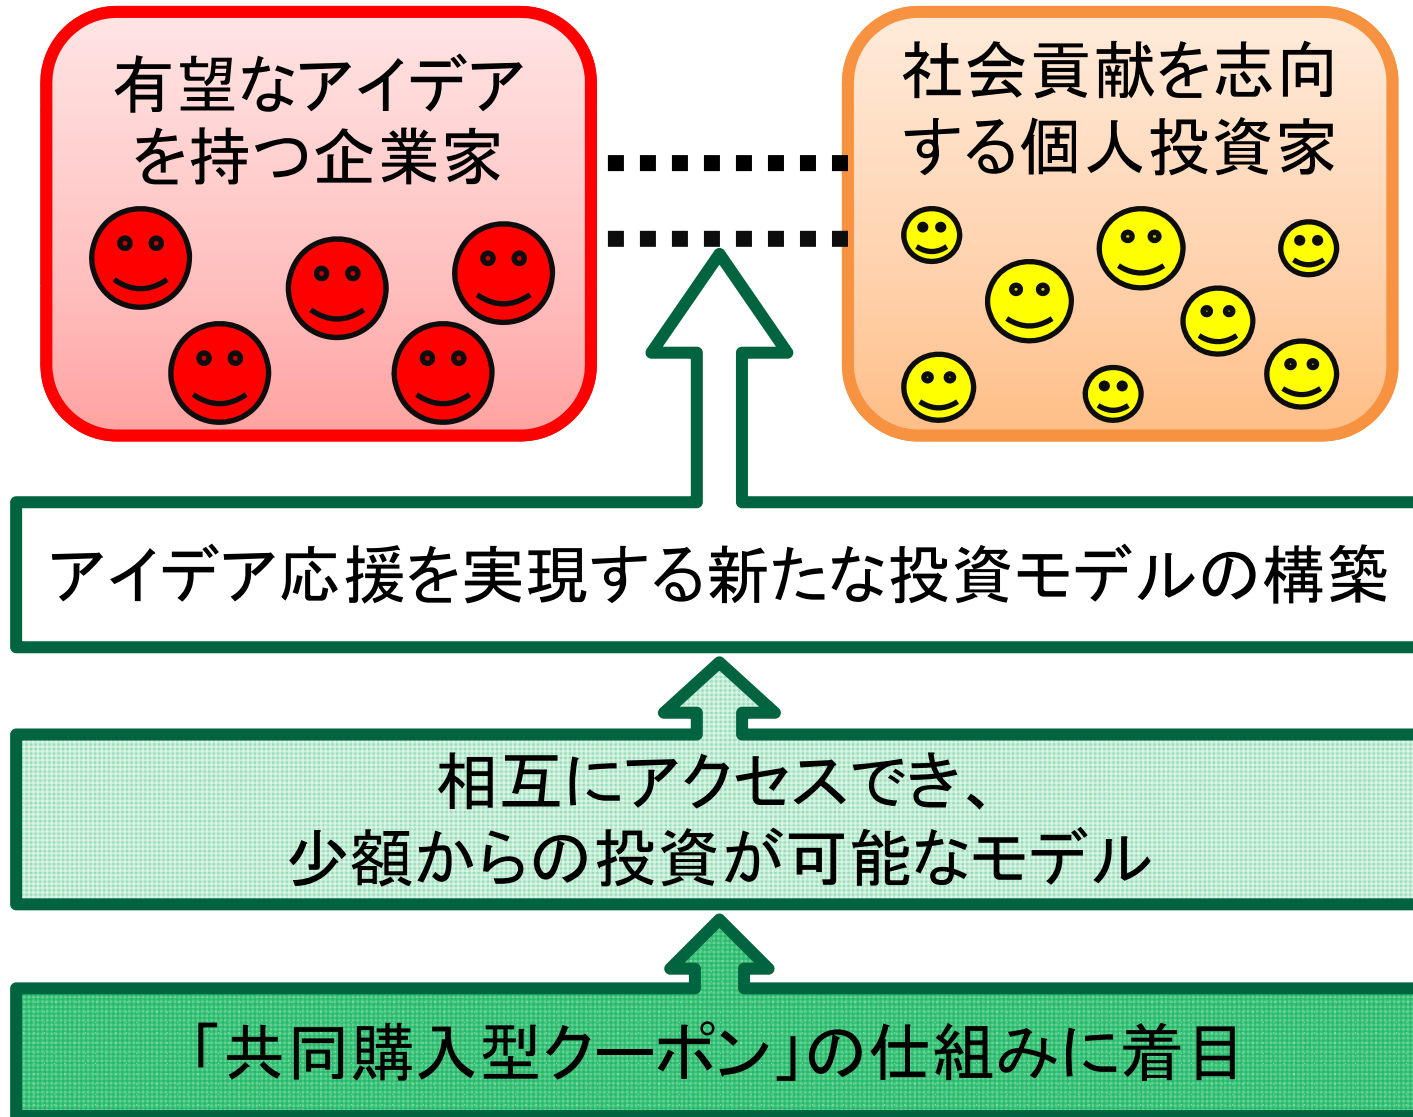 有望なアイデア
を持つ企業家
社会貢献を志向
する個人投資家
アイデア応援を実現する新たな投資モデルの構築
相互にアクセスでき、
少額からの投資が可能なモデル
「共同購入型クーポン」の仕組みに着目